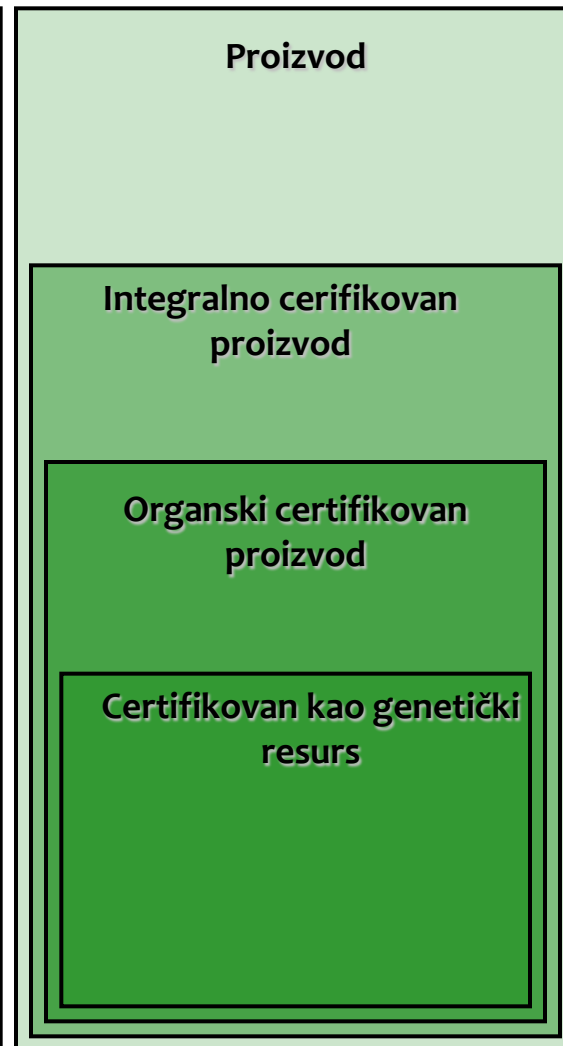 Proizvod
Integralno cerifikovan
proizvod
Organski certifikovan
proizvod
Certifikovan kao genetički
resurs